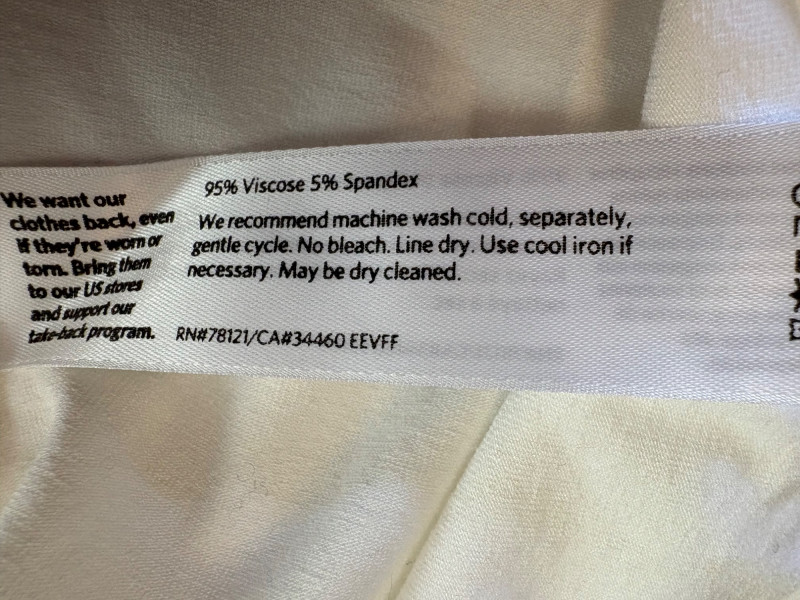 We want our
clothes back, even
if they're worn or
torn. Bring them
to our US stores
and support our
take-back program.
95% Viscose 5% Spandex
We recommend machine wash cold, separately,
gentle cycle. No bleach. Line dry. Use cool iron if
necessary. May be dry cleaned.
RN#78121/CA#34460 EEVFF